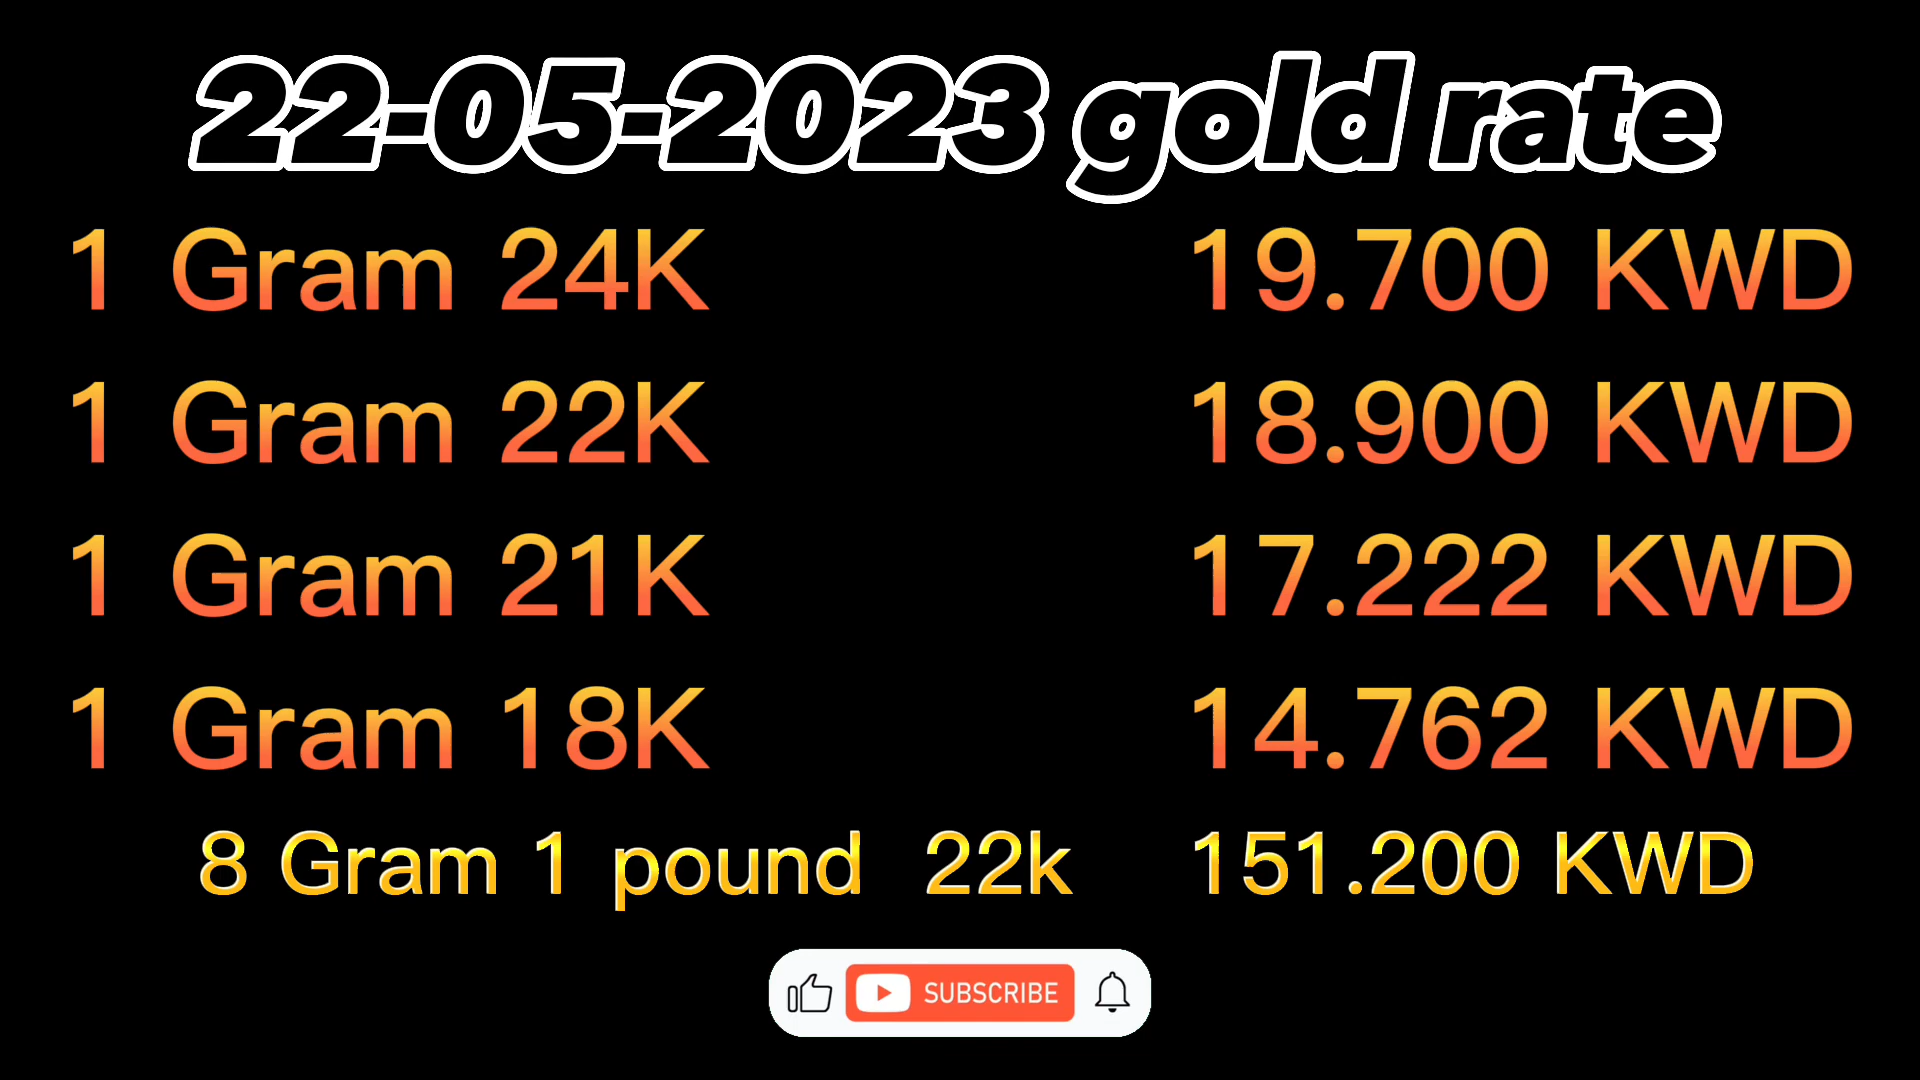 22-05-2023 gold rate
1 Gram 24K 19.700 KWD
1 Gram 22K 18.900 KWD
1 Gram 21K 17.222 KWD
1 Gram 18K 14.762 KWD
8 Gram 1 pound 22k 151.200 KWD
SUBSCRIBE